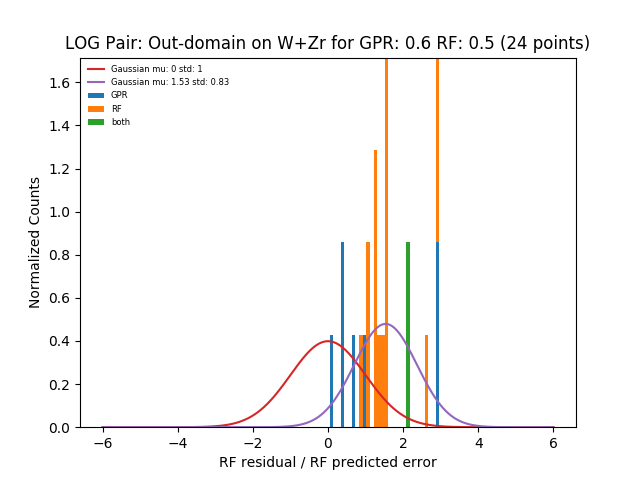 LOG Pair: Out-domain on W+Zr for GPR: 0.6 RF: 0.5 (24 points)
Gaussian mu: 0 std: 1
Gaussian mu: 1.53 std: 0.83
GPR
RF
both
Normalized Counts
1.6
1.4
1.2
1.0
0.8
0.6
0.4
0.2
0.0
−6 −4 −2 0 2 4 6
RF residual / RF predicted error